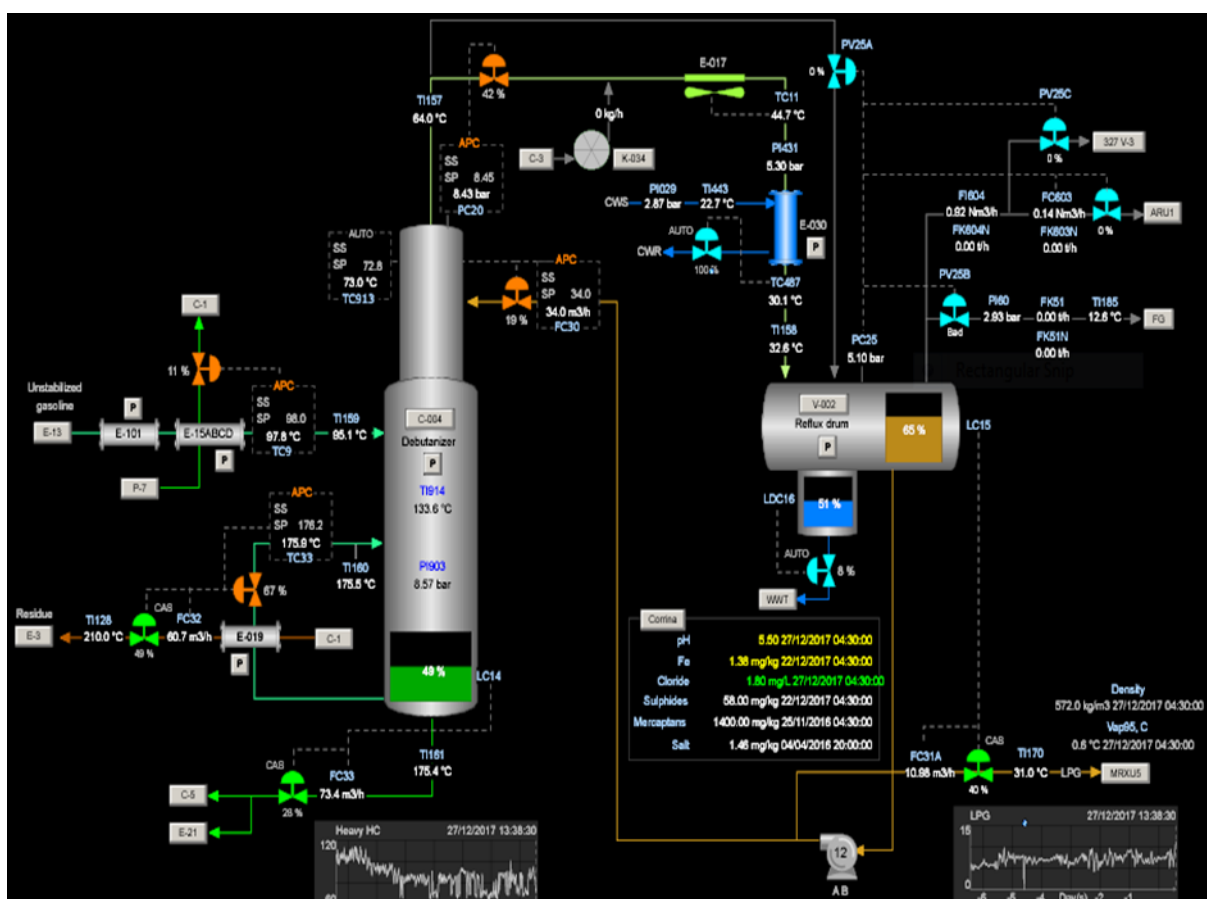 PV25A
0 %
E-017
TI157
64.0 °C
42 %
0 kg/h
TC11
44.7 °C
PV25C
APC
SS
SP 8.45
8.43 bar
PC20
C-3
K-034
PI431
5.30 bar
327 V-3
0 %
PI029
TI443
CWS
2.87 bar
22.7 °C
FI604
0.92 Nm3/h
FC603
0.14 Nm3/h
ARU1
AUTO
SS
SP 72.8
73.0 °C
TC913
AUTO
E-030
P
CWR
FK604N
0.00 t/h
FK603N
0.00 t/h
0 %
APC
SS
SP 34.0
34.0 m3/h
FC30
19 %
TC487
30.1 °C
PV25B
C-1
TI158
32.6 °C
PC25
5.10 bar
Bad
PI60
2.93 bar
FK51
0.00 t/h
TI185
12.6 °C
FG
FK51N
0.00 t/h
11 %
Rectangular Snip
Unstabilized
gasoline
P
APC
SS
SP 98.0
97.8 °C
TC9
TI159
95.1 °C
E-13
E-101
E-15ABCD
P
C-004
Debutanizer
P
V-002
Reflux drum
P
65 %
LC15
P-7
TI914
133.6 °C
APC
SS
SP 176.2
175.9 °C
TC33
LDC16
51 %
TI160
175.5 °C
PI903
8.57 bar
AUTO
8 %
WWT
67 %
Residue
TI128
CAS
FC32
E-3
210.0 °C
60.7 m3/h
E-019
C-1
49 %
P
Corrina
pH 5.50 27/12/2017 04:30:00
Fe 1.36 mg/kg 22/12/2017 04:30:00
Cloride 1.80 mg/L 27/12/2017 04:30:00
Sulphides 58.00 mg/kg 22/12/2017 04:30:00
Mercaptans 1400.00 mg/kg 25/11/2016 04:30:00
Salt 1.46 mg/kg 04/04/2016 20:00:00
49 %
LC14
Density
572.0 kg/m3 27/12/2017 04:30:00
Vap95, C
0.6 °C 27/12/2017 04:30:00
TI161
175.4 °C
CAS
FC33
73.4 m3/h
28 %
C-5
E-21
FC31A
10.98 m3/h
CAS
TI170
31.0 °C
LPG
MRXU5
40 %
Heavy HC 27/12/2017 13:38:30
120
60
12
A B
LPG 27/12/2017 13:38:30
15
0
-6 -5 -4 Day(s) -2 -1